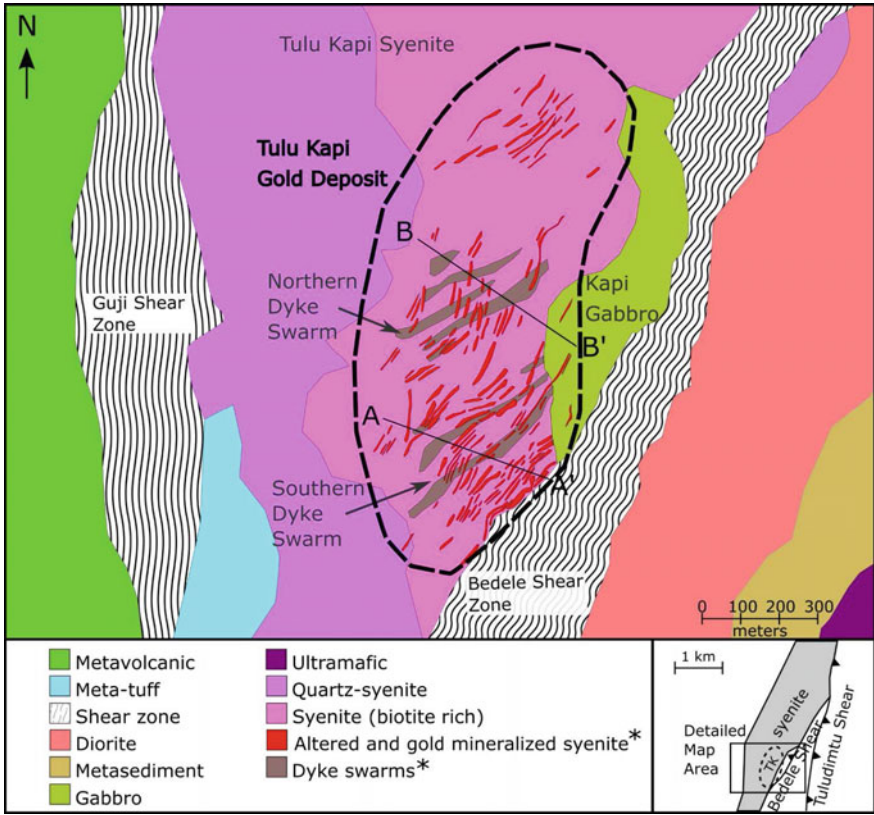 N
Tulu Kapi Syenite
Tulu Kapi
Gold Deposit
B
Northern
Dyke
Swarm
Kapi
Gabbro
Guji Shear
Zone
B'
A
Southern
Dyke
Swarm
A'
Bedele Shear
Zone
0 100 200 300
meters
Metavolcanic
Meta-tuff
Shear zone
Diorite
Metasediment
Gabbro
Ultramafic
Quartz-syenite
Syenite (biotite rich)
Altered and gold mineralized syenite*
Dyke swarms*
1 km
Detailed
Map
Area
syenite
TK
Bedele Shear
Tuludimtu Shear